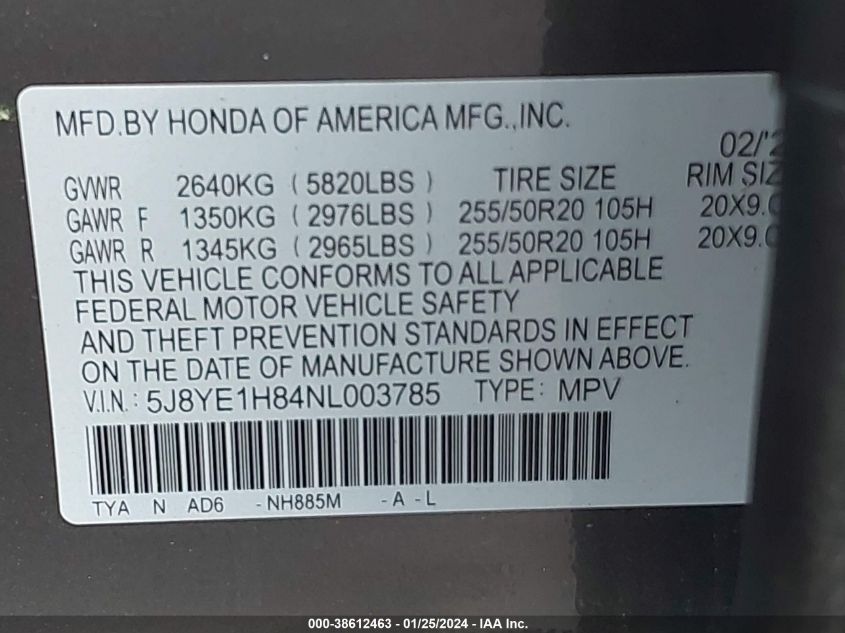 MFD.BY HONDA OF AMERICA MFG.,INC.
02/'2
GVWR 2640KG ( 5820LBS ) TIRE SIZE RIM SIZ
GAWR F 1350KG ( 2976LBS ) 255/50R20 105H 20X9.0
GAWR R 1345KG ( 2965LBS ) 255/50R20 105H 20X9.0
THIS VEHICLE CONFORMS TO ALL APPLICABLE
FEDERAL MOTOR VEHICLE SAFETY
AND THEFT PREVENTION STANDARDS IN EFFECT
ON THE DATE OF MANUFACTURE SHOWN ABOVE.
V.I.N. : 5J8YE1H84NL003785 TYPE: MPV
TYA N AD6 - NH885M - A - L
000-38612463 - 01/25/2024 - IAA Inc.